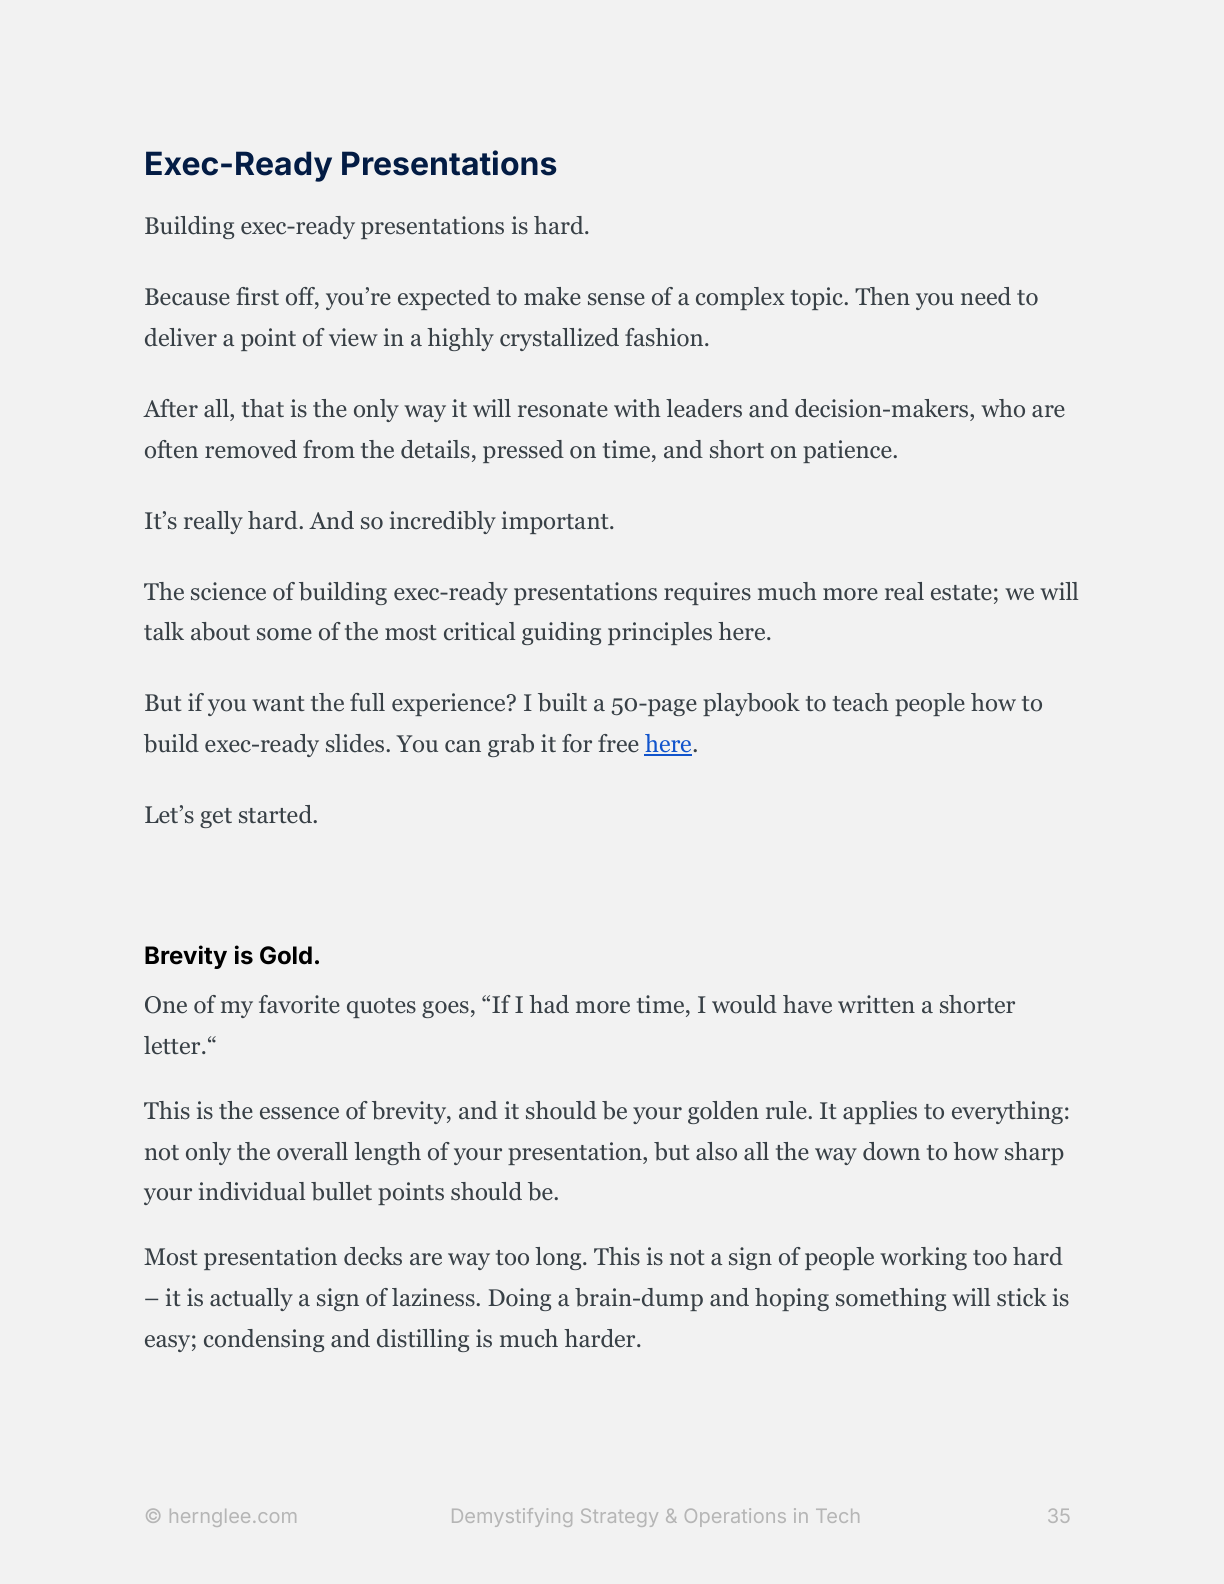 Exec-Ready Presentations
Building exec-ready presentations is hard.
Because first off, you’re expected to make sense of a complex topic. Then you need to
deliver a point of view in a highly crystallized fashion.
After all, that is the only way it will resonate with leaders and decision-makers, who are
often removed from the details, pressed on time, and short on patience.
It’s really hard. And so incredibly important.
The science of building exec-ready presentations requires much more real estate; we will
talk about some of the most critical guiding principles here.
But if you want the full experience? I built a 50-page playbook to teach people how to
build exec-ready slides. You can grab it for free here.
Let’s get started.
Brevity is Gold.
One of my favorite quotes goes, “If I had more time, I would have written a shorter
letter.“
This is the essence of brevity, and it should be your golden rule. It applies to everything:
not only the overall length of your presentation, but also all the way down to how sharp
your individual bullet points should be.
Most presentation decks are way too long. This is not a sign of people working too hard
– it is actually a sign of laziness. Doing a brain-dump and hoping something will stick is
easy; condensing and distilling is much harder.
© hernglee.com Demystifying Strategy & Operations in Tech 35